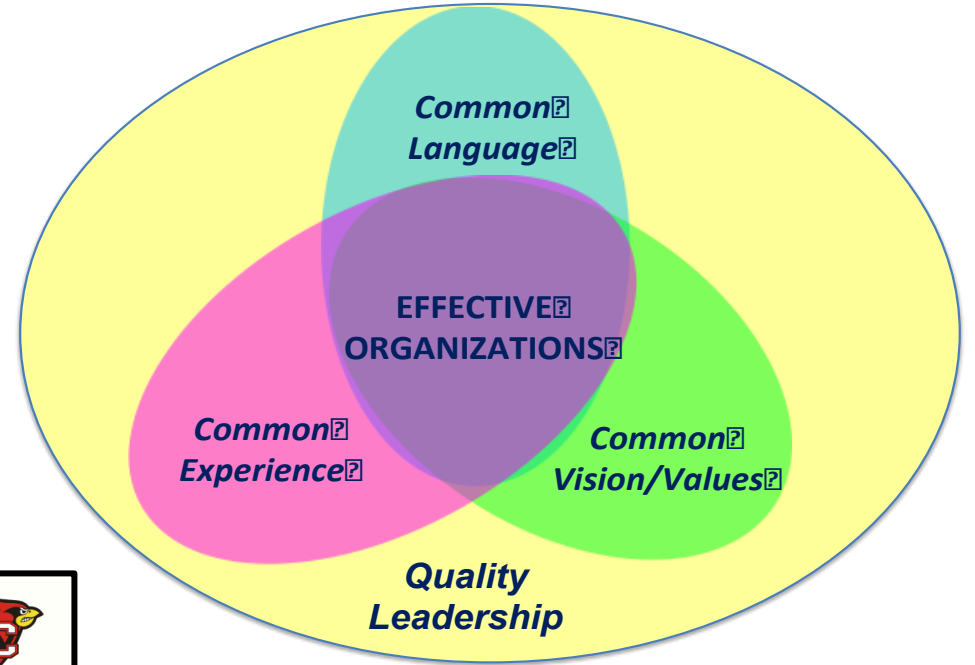 Common
Language
EFFECTIVE
ORGANIZATIONS
Common
Experience
Common
Vision/Values
Quality
Leadership